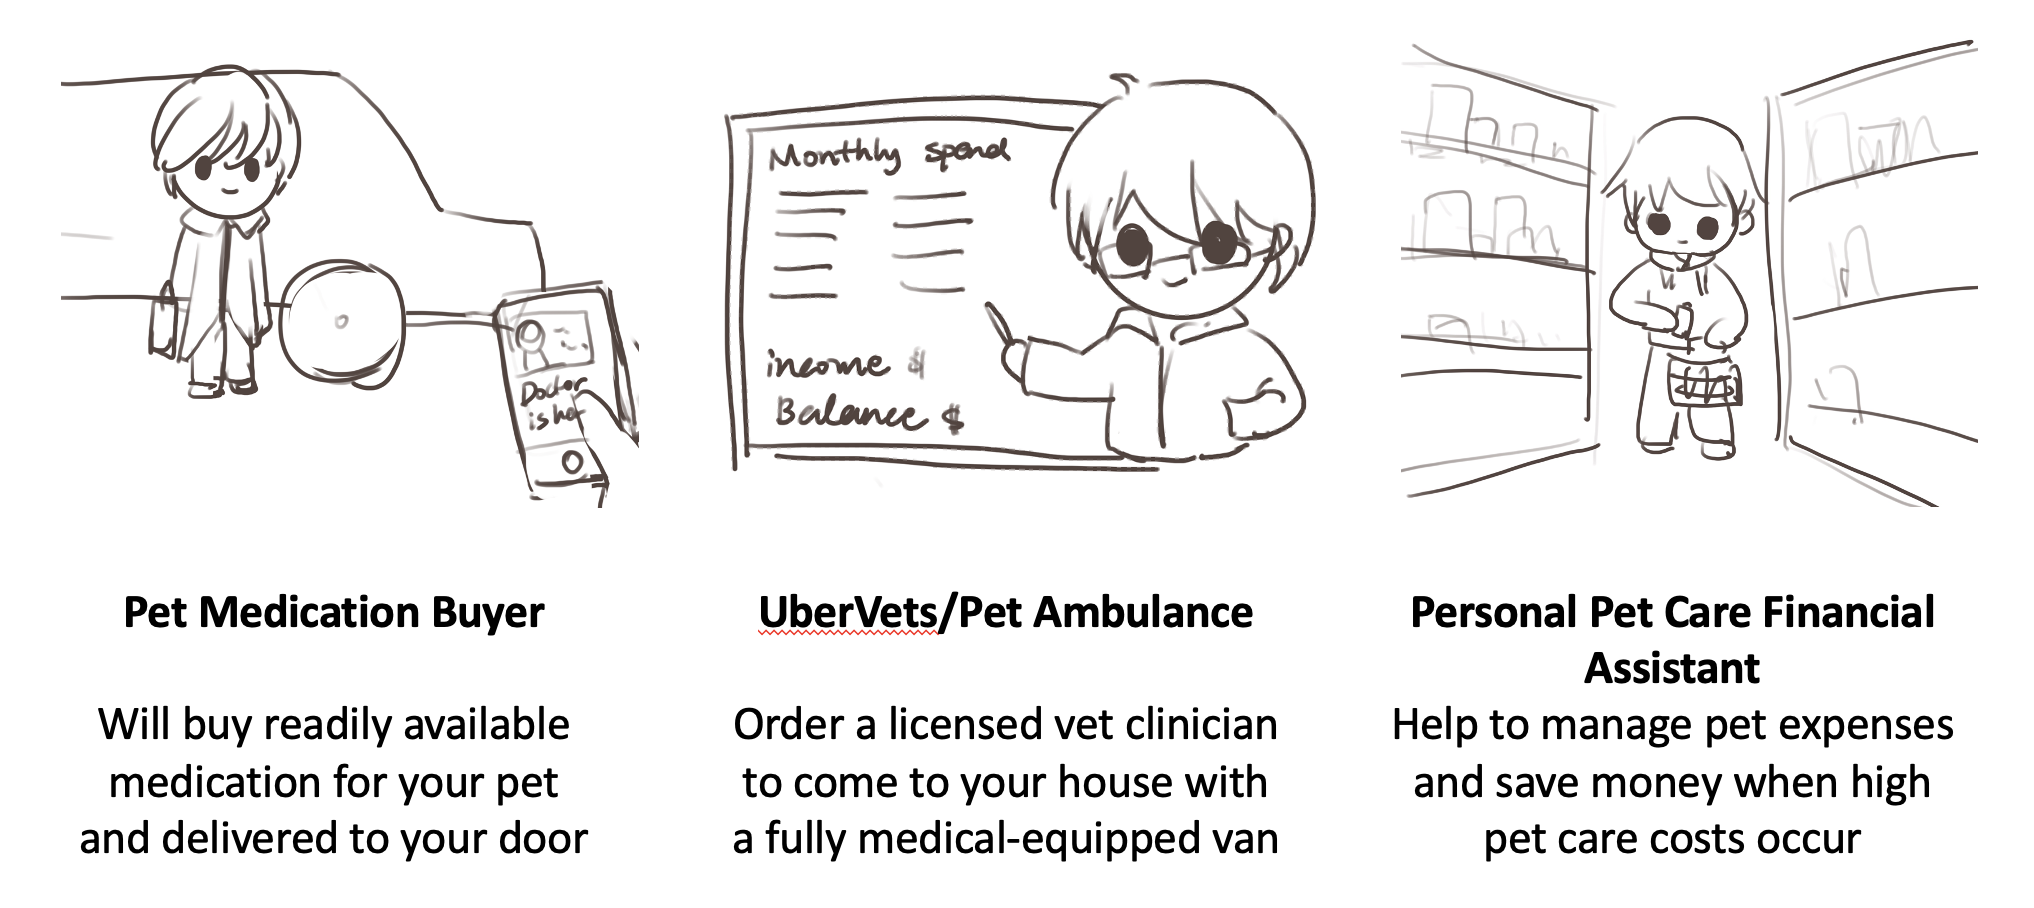 Doctor
Monthly spend
income $
Balance $
Pet Medication Buyer
Will buy readily available
medication for your pet
and delivered to your door
UberVets/Pet Ambulance
Order a licensed vet clinician
to come to your house with
a fully medical-equipped van
Personal Pet Care Financial
Assistant
Help to manage pet expenses
and save money when high
pet care costs occur